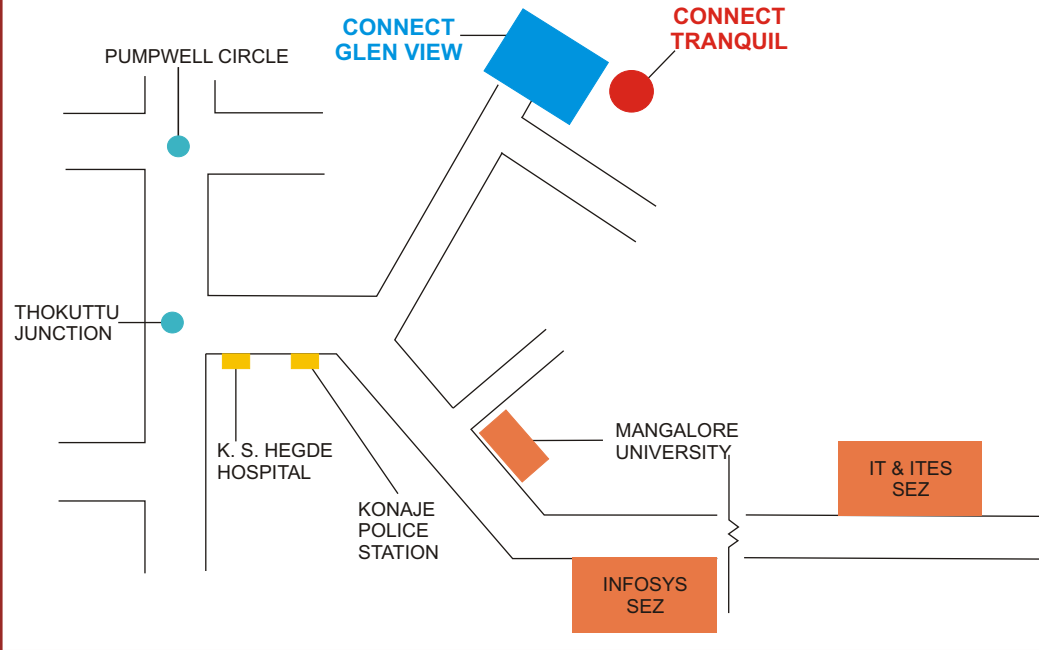 CONNECT
GLEN VIEW
CONNECT
TRANQUIL
PUMPWELL CIRCLE
THOKUTTU
JUNCTION
K. S. HEGDE
HOSPITAL
KONAJE
POLICE
STATION
MANGALORE
UNIVERSITY
IT & ITES
SEZ
INFOSYS
SEZ